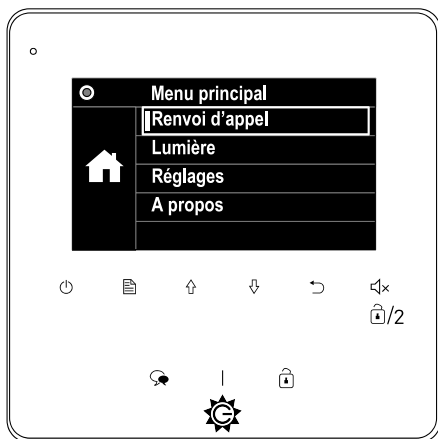 Menu principal
Renvoi d'appel
Lumière
Réglages
A propos
/2